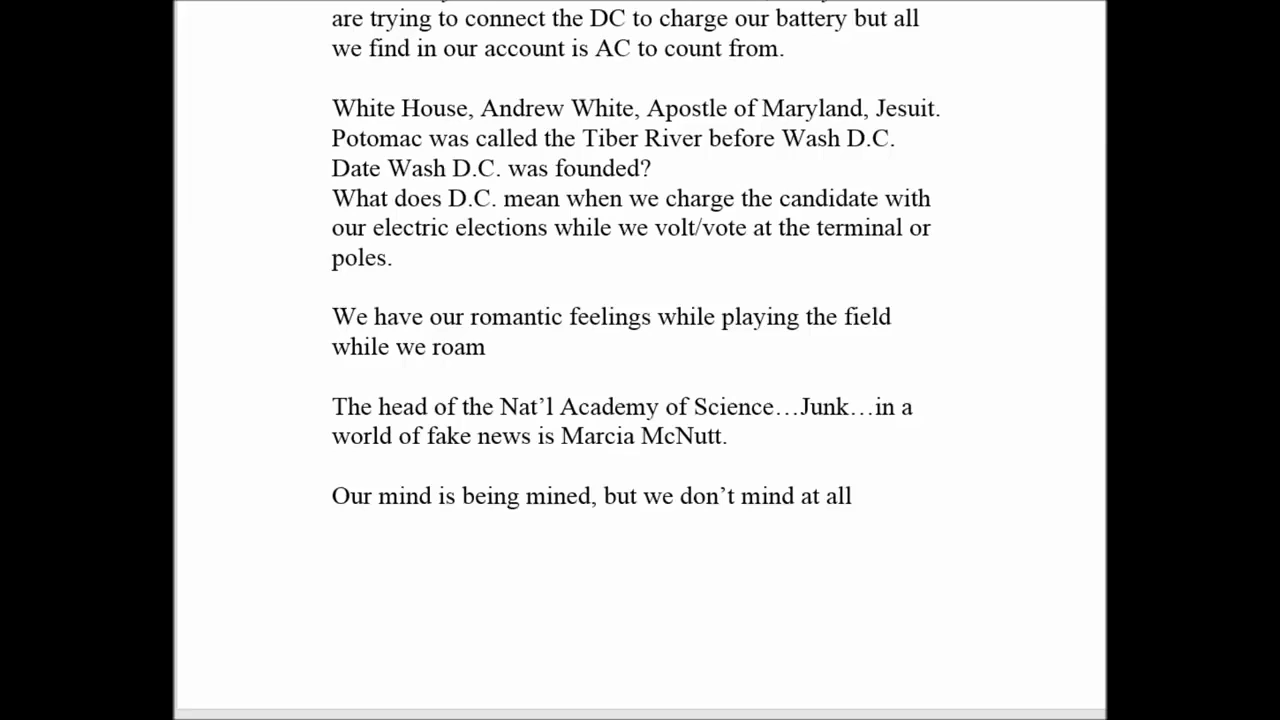 are trying to connect the DC to charge our battery but all
we find in our account is AC to count from.
White House, Andrew White, Apostle of Maryland, Jesuit.
Potomac was called the Tiber River before Wash D.C.
Date Wash D.C. was founded?
What does D.C. mean when we charge the candidate with
our electric elections while we volt/vote at the terminal or
poles.
We have our romantic feelings while playing the field
while we roam
The head of the Nat’l Academy of Science…Junk…in a
world of fake news is Marcia McNutt.
Our mind is being mined, but we don’t mind at all